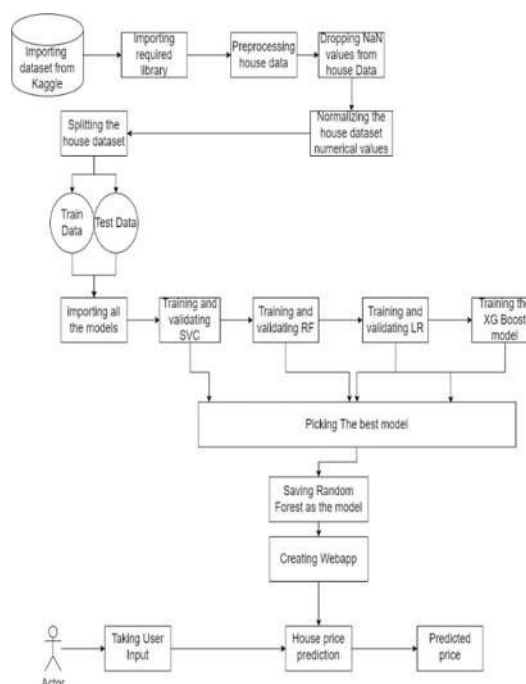 Importing
dataset from
Kaggle
Importing
required
library
Preprocessing
house data
Dropping NaN
values from
house Data
Splitting the
house dataset
Normalizing the
house dataset
numerical values
Train
Data
Test Data
importing all
the models
Training and
validating
SVC
Training and
validating RF
Training and
validating LR
Training the
XG Boost
model
Picking The best model
Saving Random
Forest as the model
Creating Webapp
Taking User
Input
House price
prediction
Predicted
price
Actor